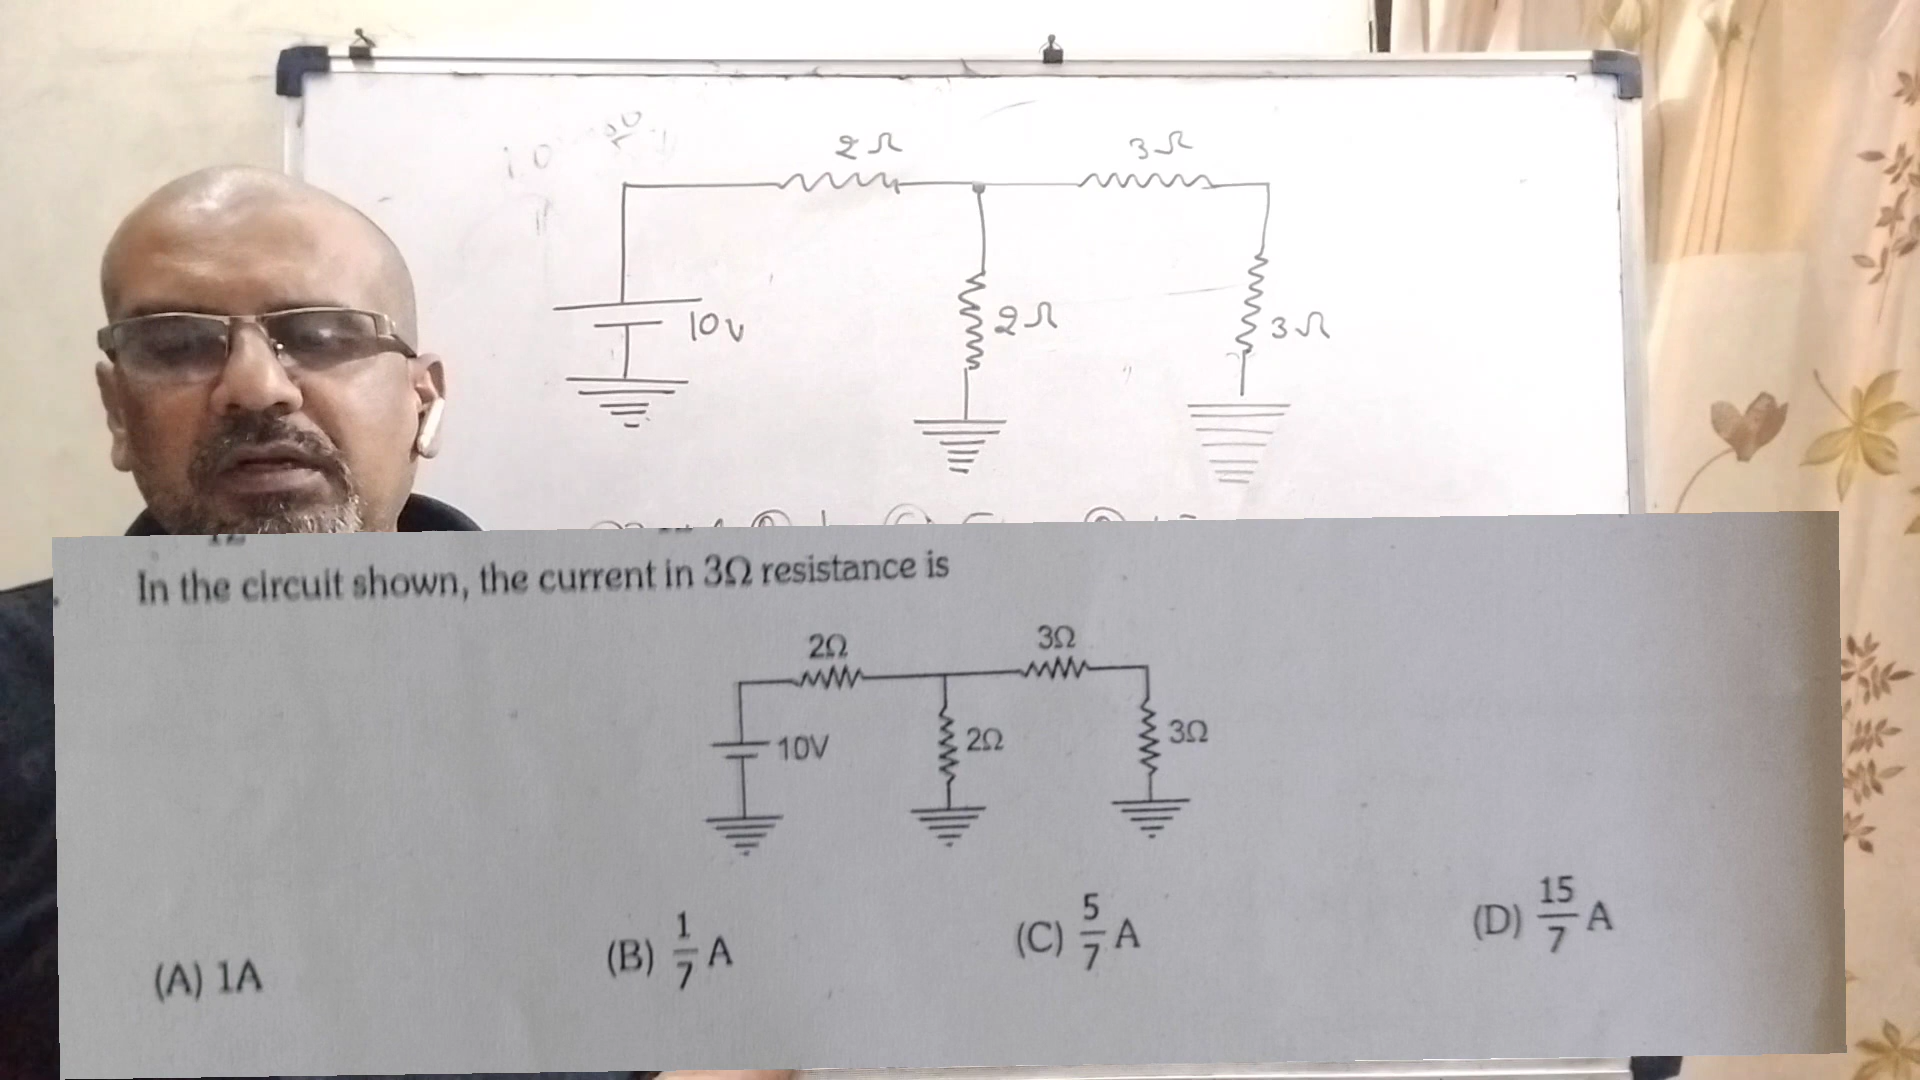 2Ω 3Ω
10v 2Ω 3Ω
In the circuit shown, the current in 3Ω resistance is
2Ω 3Ω
10V 2Ω 3Ω
(A) 1A (B) 1/7 A (C) 5/7 A (D) 15/7 A